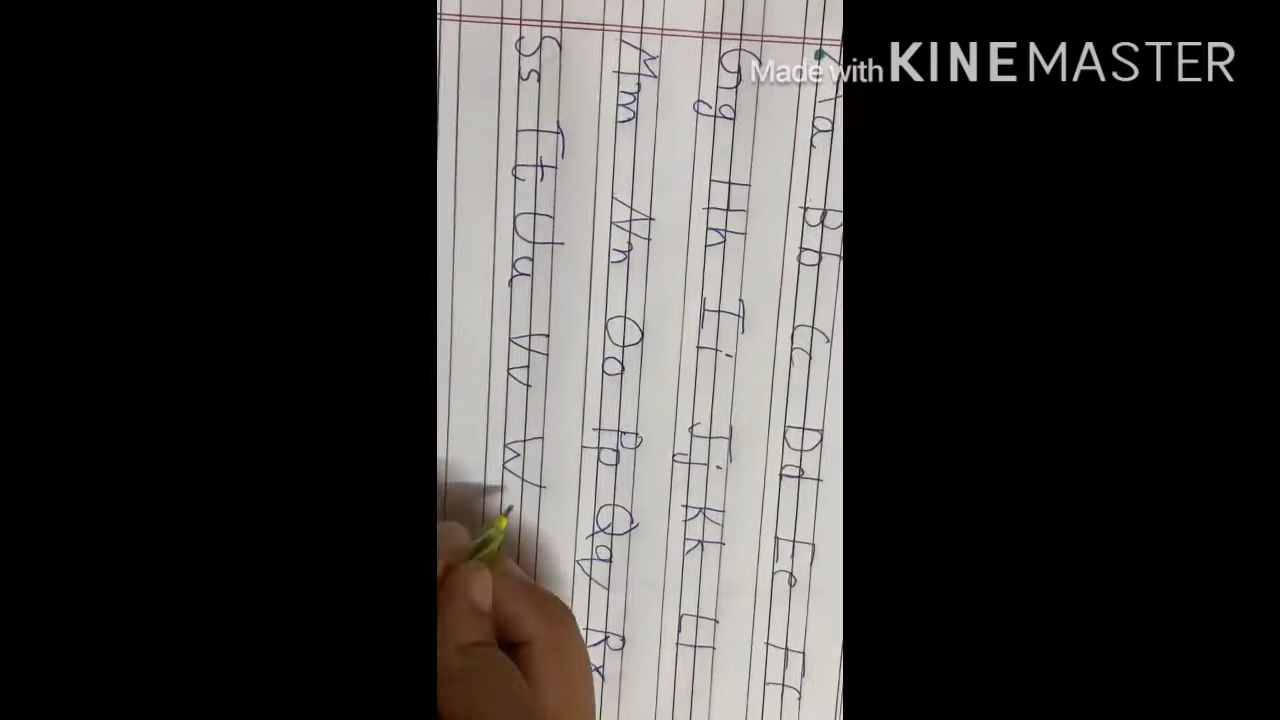 Made with KINEMASTER
Aa Bb Cc Dd Ee Ff
Gg Hh Ii Jj Kk Ll
Mm Nn Oo Pp Qq Rr
Ss Tt Uu Vv W